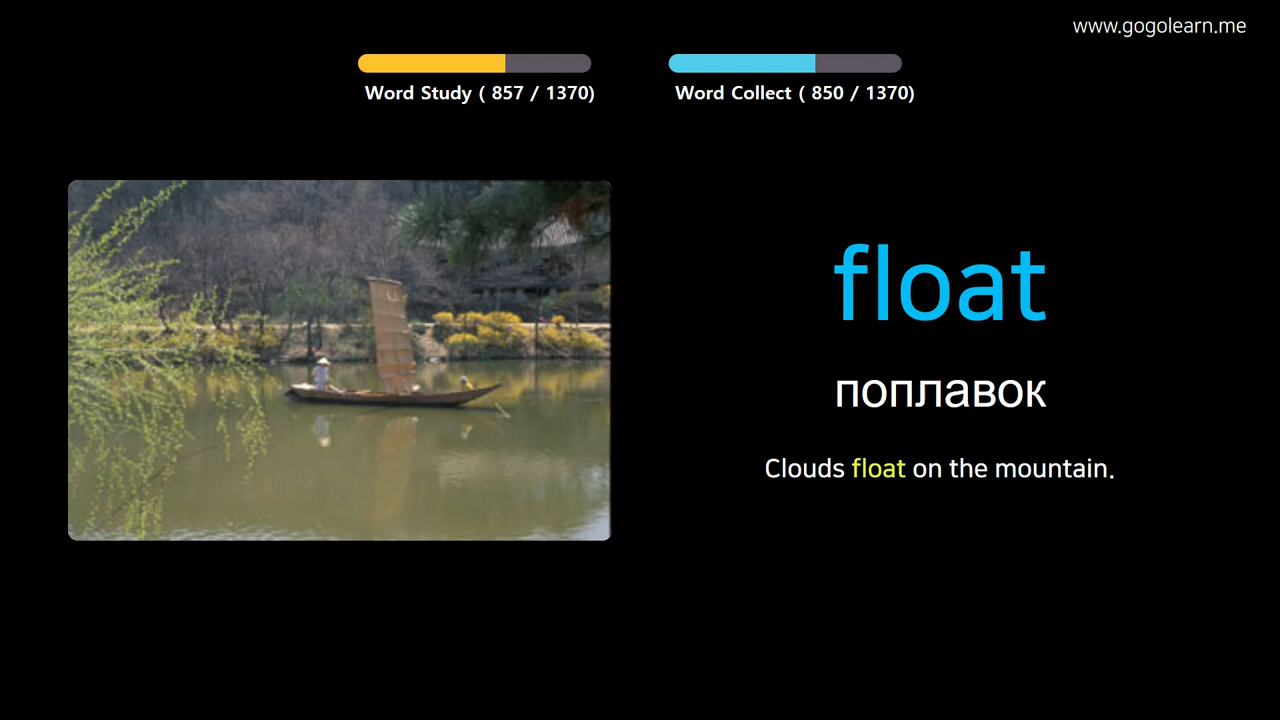 www.gogolearn.me
Word Study ( 857 / 1370)
Word Collect ( 850 / 1370)
float
поплавок
Clouds float on the mountain.